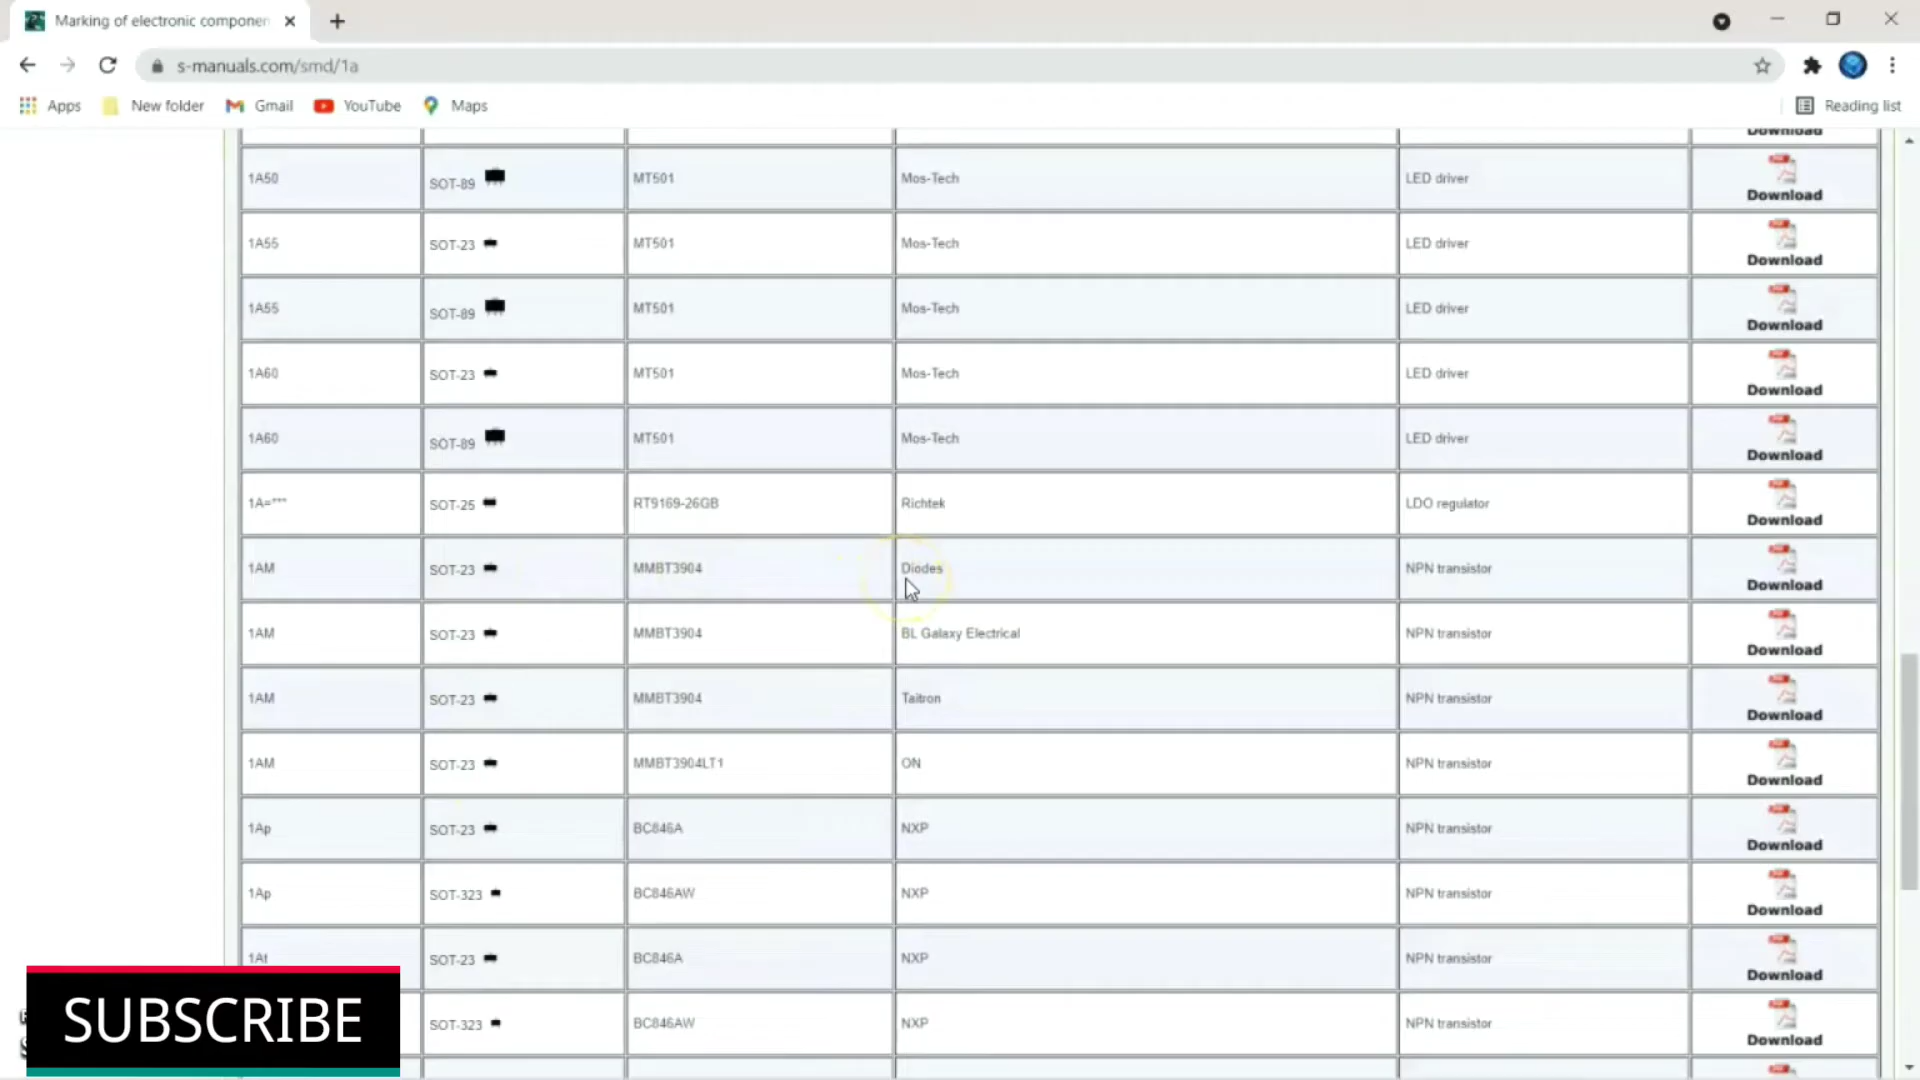 Marking of electronic componen
s-manuals.com/smd/1a
Apps New folder Gmail YouTube Maps Reading list
Download
1A50 SOT-89 MT501 Mos-Tech LED driver Download
1A55 SOT-23 MT501 Mos-Tech LED driver Download
1A55 SOT-89 MT501 Mos-Tech LED driver Download
1A60 SOT-23 MT501 Mos-Tech LED driver Download
1A60 SOT-89 MT501 Mos-Tech LED driver Download
1A=*** SOT-25 RT9169-26GB Richtek LDO regulator Download
1AM SOT-23 MMBT3904 Diodes NPN transistor Download
1AM SOT-23 MMBT3904 BL Galaxy Electrical NPN transistor Download
1AM SOT-23 MMBT3904 Taitron NPN transistor Download
1AM SOT-23 MMBT3904LT1 ON NPN transistor Download
1Ap SOT-23 BC846A NXP NPN transistor Download
1Ap SOT-323 BC846AW NXP NPN transistor Download
1At SOT-23 BC846A NXP NPN transistor Download
SOT-323 BC846AW NXP NPN transistor Download
SUBSCRIBE